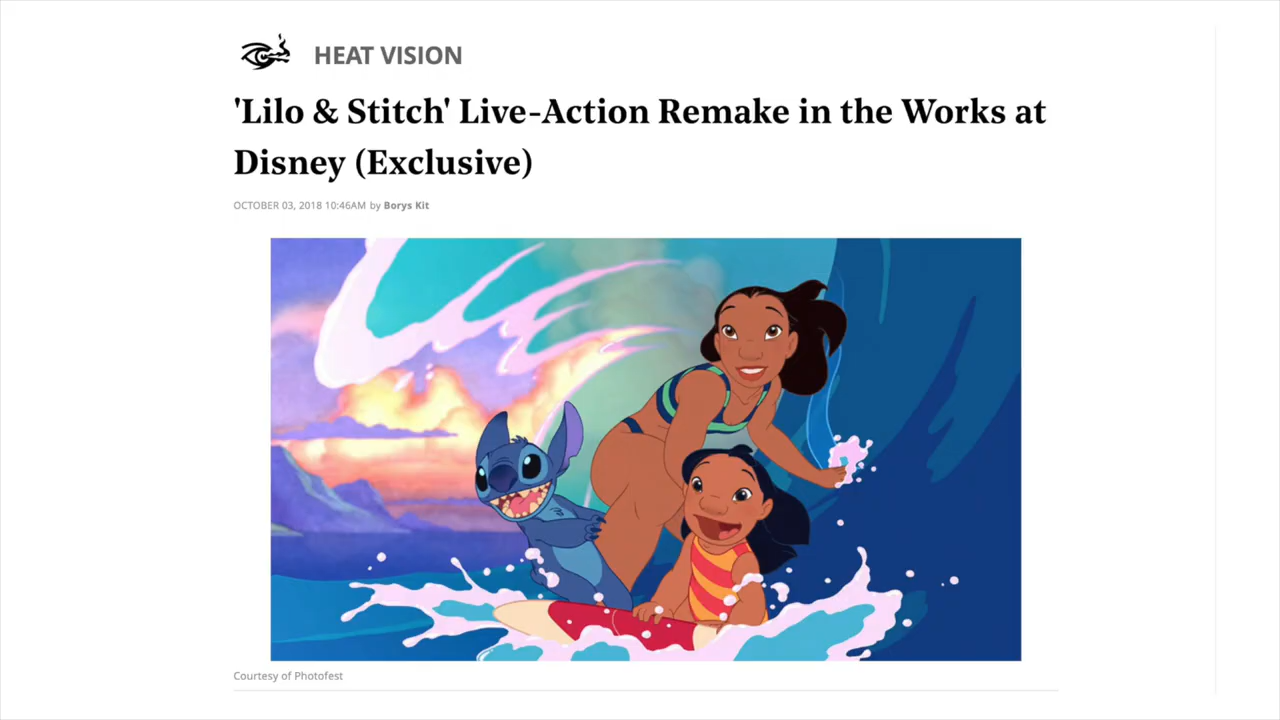 HEAT VISION
'Lilo & Stitch' Live-Action Remake in the Works at
Disney (Exclusive)
OCTOBER 03, 2018 10:46AM by Borys Kit
Courtesy of Photofest